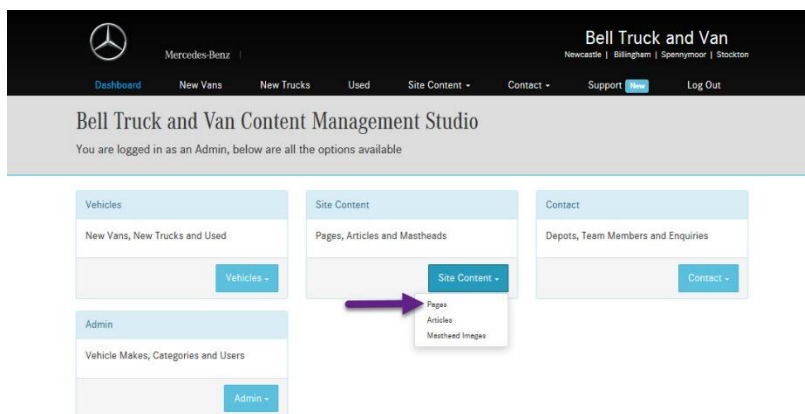 Bell Truck and Van
Mercedes-Benz
Newcastle | Billingham | Spennymoor | Stockton
Dashboard New Vans New Trucks Used Site Content Contact Support New Log Out
Bell Truck and Van Content Management Studio
You are logged in as an Admin, below are all the options available
Vehicles
New Vans, New Trucks and Used
Vehicles
Site Content
Pages, Articles and Mastheads
Site Content
Pages
Articles
Masthead Images
Contact
Depots, Team Members and Enquiries
Contact
Admin
Vehicle Makes, Categories and Users
Admin